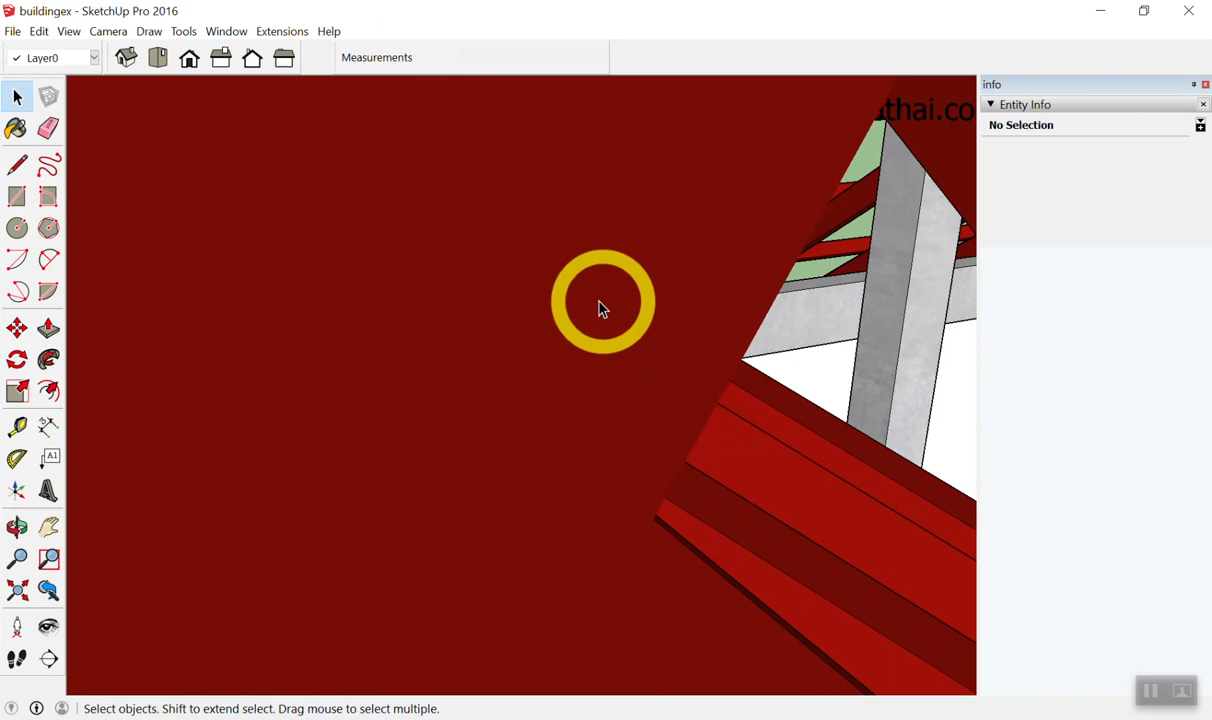 buildingex - SketchUp Pro 2016
File Edit View Camera Draw Tools Window Extensions Help
Layer0
Measurements
info
Entity Info
No Selection
thai.co
A1
Select objects. Shift to extend select. Drag mouse to select multiple.